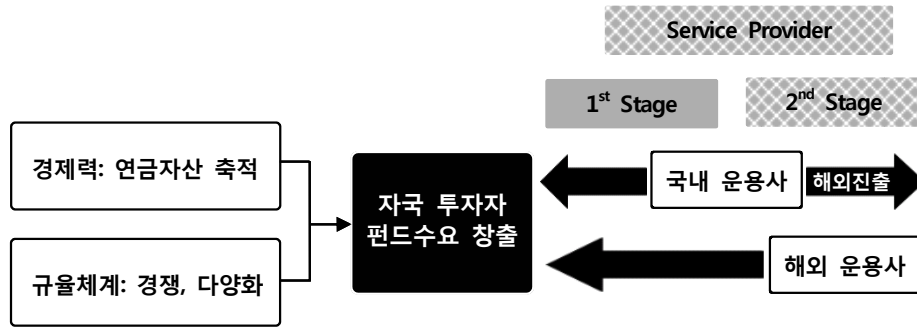 Service Provider
1st Stage
2nd Stage
경제력: 연금자산 축적
자국 투자자
펀드수요 창출
국내 운용사
해외진출
규율체계: 경쟁, 다양화
해외 운용사